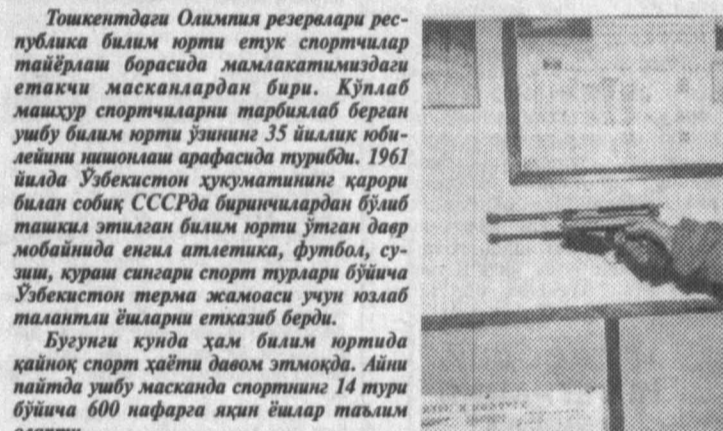 Тошкентдаги Олимпия резервлари рес-
публика билим юрти етук спортчилар
тайёрлаш борасида мамлакатимиздаги
етакчи масканлардан бири. Кўплаб
машҳур спортчиларни тарбиялаб берган
ушбу билим юрти ўзининг 35 йиллик юби-
лейини нишонлаш арафасида турибди. 1961
йилда Ўзбекистон ҳукуматининг қарори
билан собиқ СССРда биринчилардан бўлиб
ташкил этилган билим юрти ўтган давр
мобайнида енгил атлетика, футбол, су-
зиш, кураш сингари спорт турлари бўйича
Ўзбекистон терма жамоаси учун юзлаб
талантли ёшларни етказиб берди.
Бугунги кунда ҳам билим юртида
қайноқ спорт ҳаёти давом этмоқда. Айни
пайтда ушбу масканда спортнинг 14 тури
бўйича 600 нафарга яқин ёшлар таълим